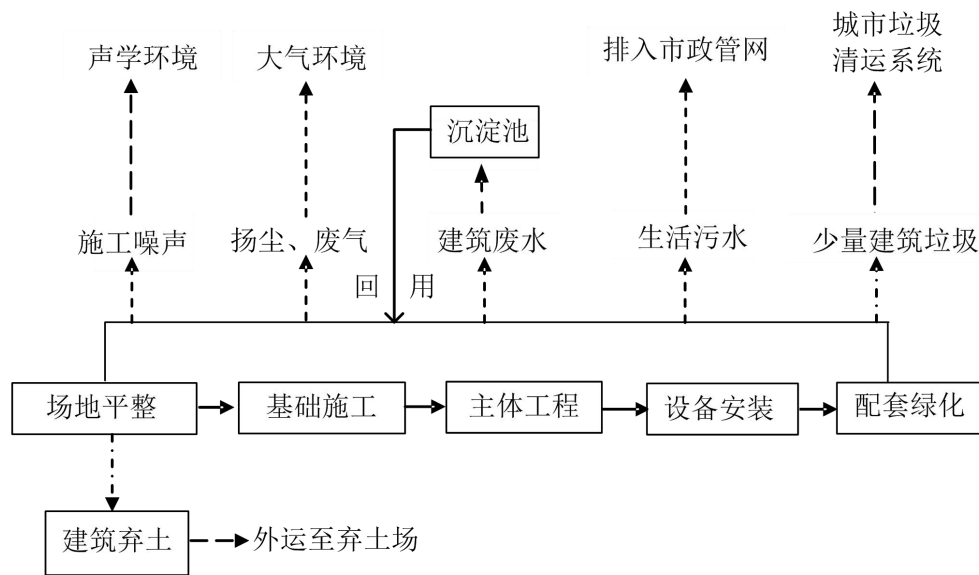 声学环境
大气环境
排入市政管网
城市垃圾
清运系统
沉淀池
施工噪声
扬尘、废气
建筑废水
生活污水
少量建筑垃圾
回 用
场地平整
基础施工
主体工程
设备安装
配套绿化
建筑弃土
外运至弃土场